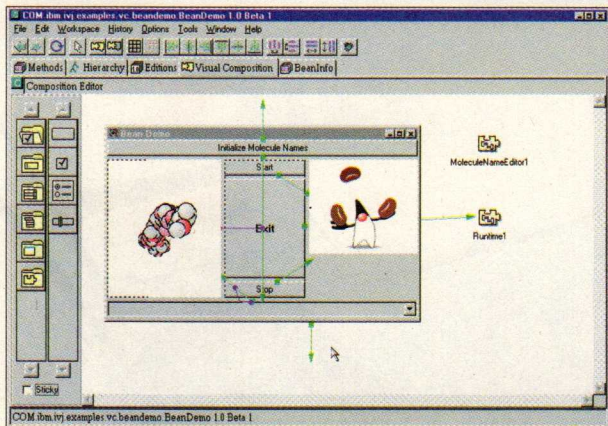 COM.ibm.ivj.examples.vc.beandemo.BeanDemo 1.0 Beta 1
File Edit Workspace History Options Tools Window Help
Methods Hierarchy Editions Visual Composition BeanInfo
Composition Editor
Bean Demo
Initialize Molecule Names
Start
Exit
Stop
MoleculeNameEditor1
Runtime1
Sticky
COM.ibm.ivj.examples.vc.beandemo.BeanDemo 1.0 Beta 1